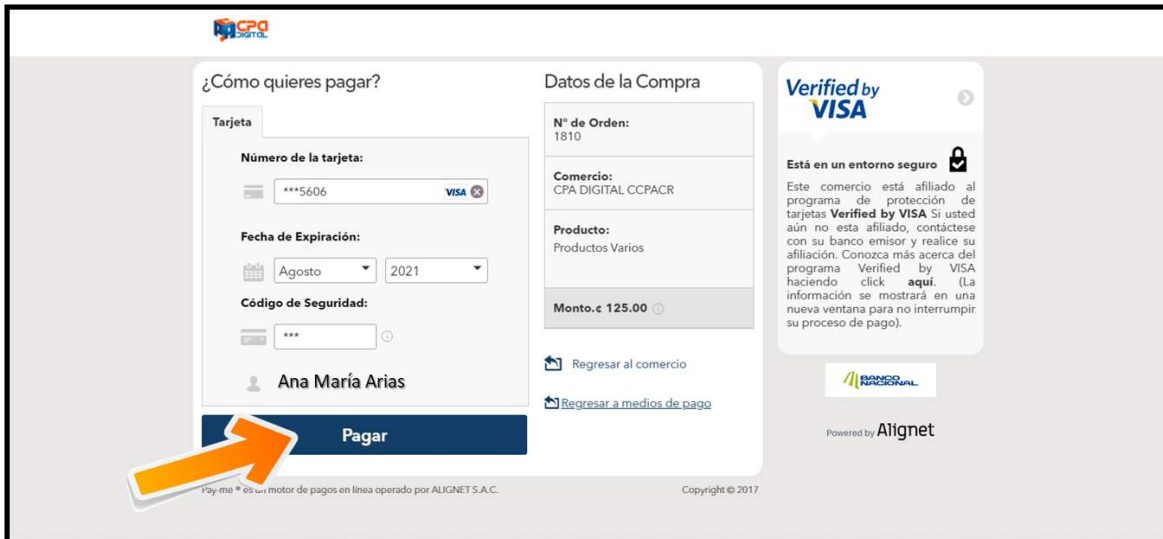 CPA
DIGITAL
¿Cómo quieres pagar?
Tarjeta
Número de la tarjeta:
***5606 VISA
Fecha de Expiración:
Agosto 2021
Código de Seguridad:
***
Ana María Arias
Pagar
Datos de la Compra
N° de Orden:
1810
Comercio:
CPA DIGITAL CCPACR
Producto:
Productos Varios
Monto.¢ 125.00
Regresar al comercio
Regresar a medios de pago
Verified by
VISA
Está en un entorno seguro
Este comercio está afiliado al
programa de protección de
tarjetas Verified by VISA Si usted
aún no esta afiliado, contáctese
con su banco emisor y realice su
afiliación. Conozca más acerca del
programa Verified by VISA
haciendo click aquí. (La
información se mostrará en una
nueva ventana para no interrumpir
su proceso de pago).
BANCO
NACIONAL
Powered by Alignet
Pay-me ® es un motor de pagos en línea operado por ALIGNET S.A.C.
Copyright © 2017